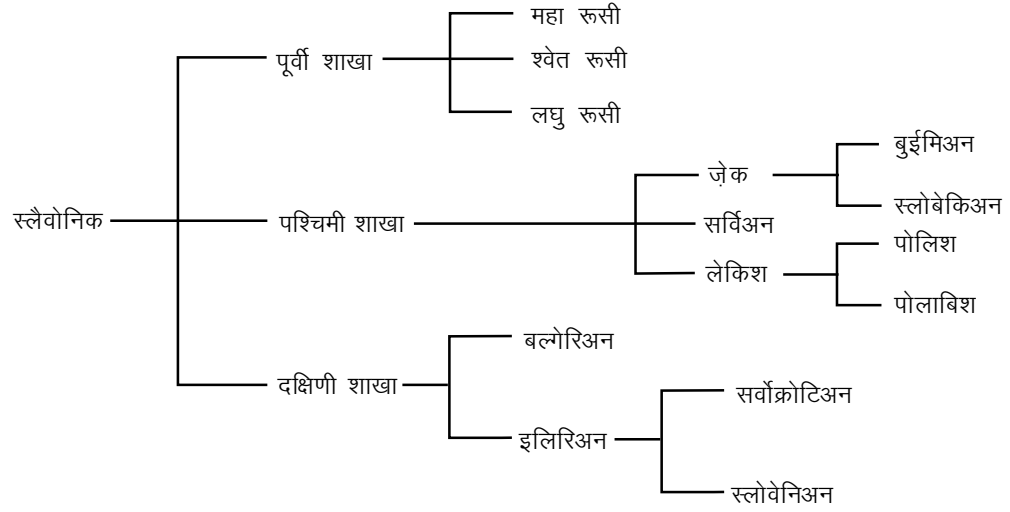 महा रूसी
पूर्वी शाखा
श्वेत रूसी
लघु रूसी
बुईमिअन
ज़ेक
स्लोबेकिअन
स्लैवोनिक
पश्चिमी शाखा
सर्विअन
पोलिश
लेकिश
पोलाबिश
बल्गेरिअन
दक्षिणी शाखा
सर्वोक्रोटिअन
इलिरिअन
स्लोवेनिअन